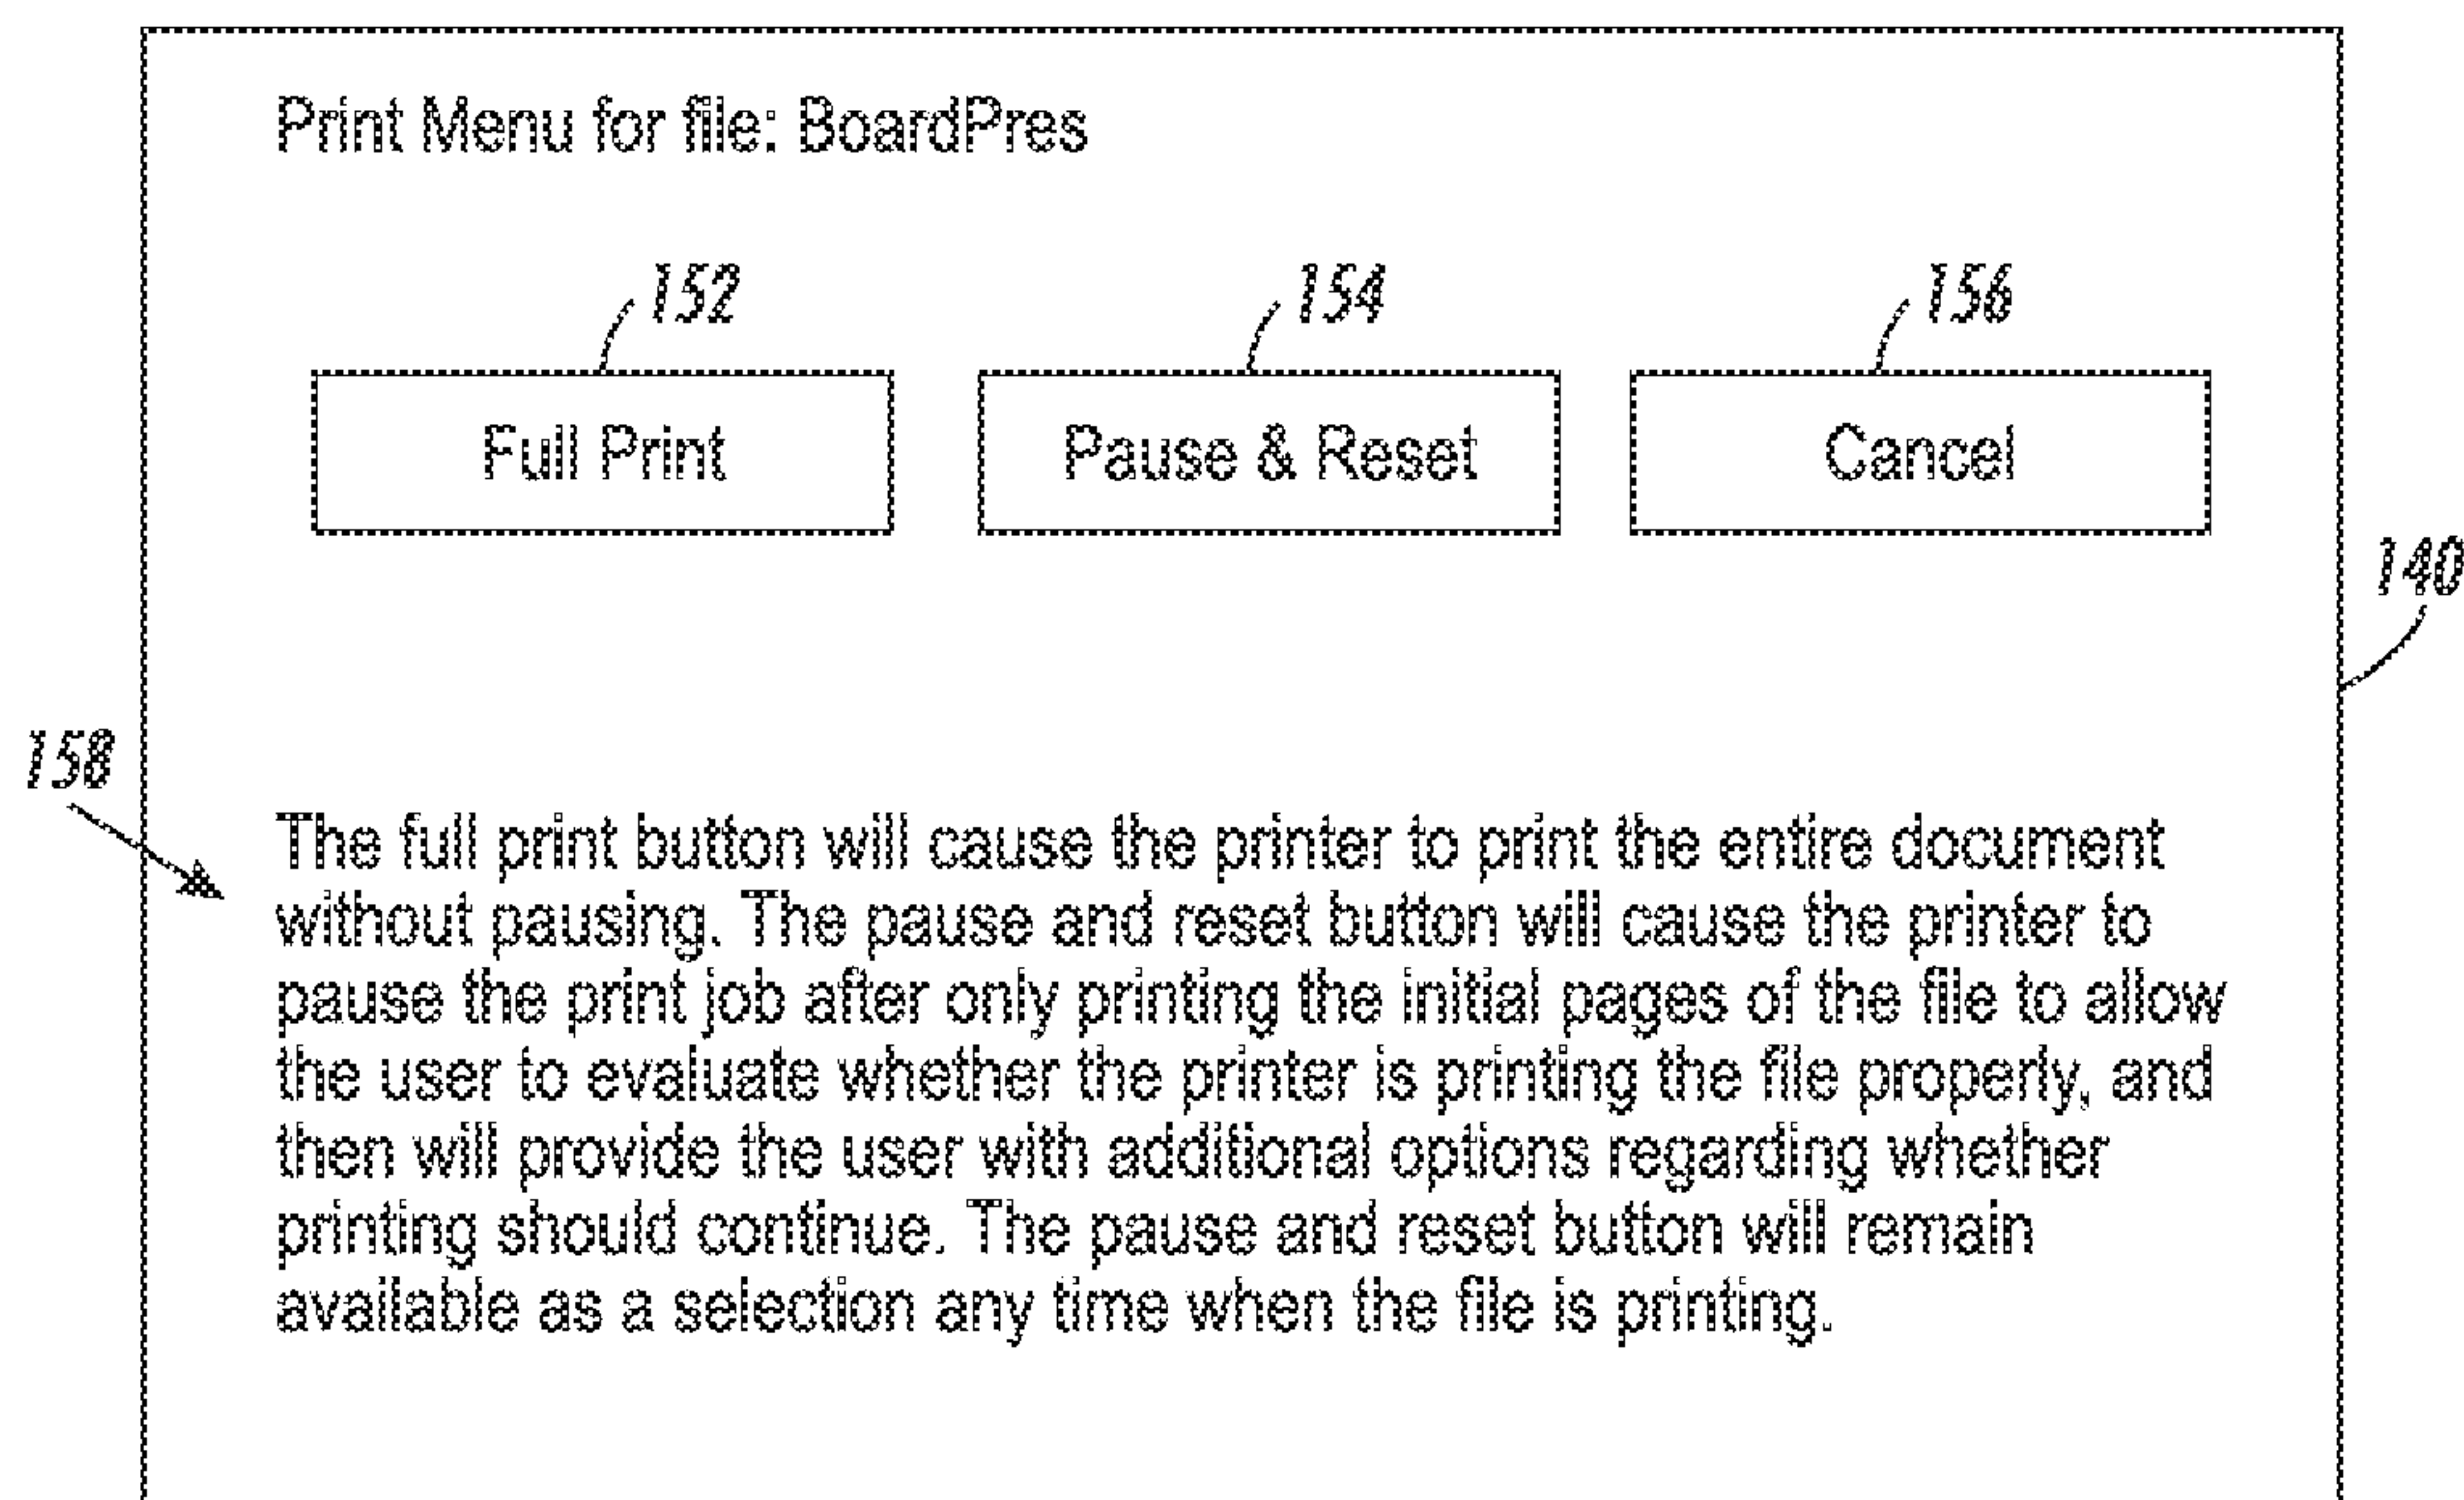 Print Menu for file: BoardPres
152
154
156
Full Print
Pause & Reset
Cancel
140
158
The full print button will cause the printer to print the entire document
without pausing. The pause and reset button will cause the printer to
pause the print job after only printing the initial pages of the file to allow
the user to evaluate whether the printer is printing the file properly, and
then will provide the user with additional options regarding whether
printing should continue. The pause and reset button will remain
available as a selection any time when the file is printing.